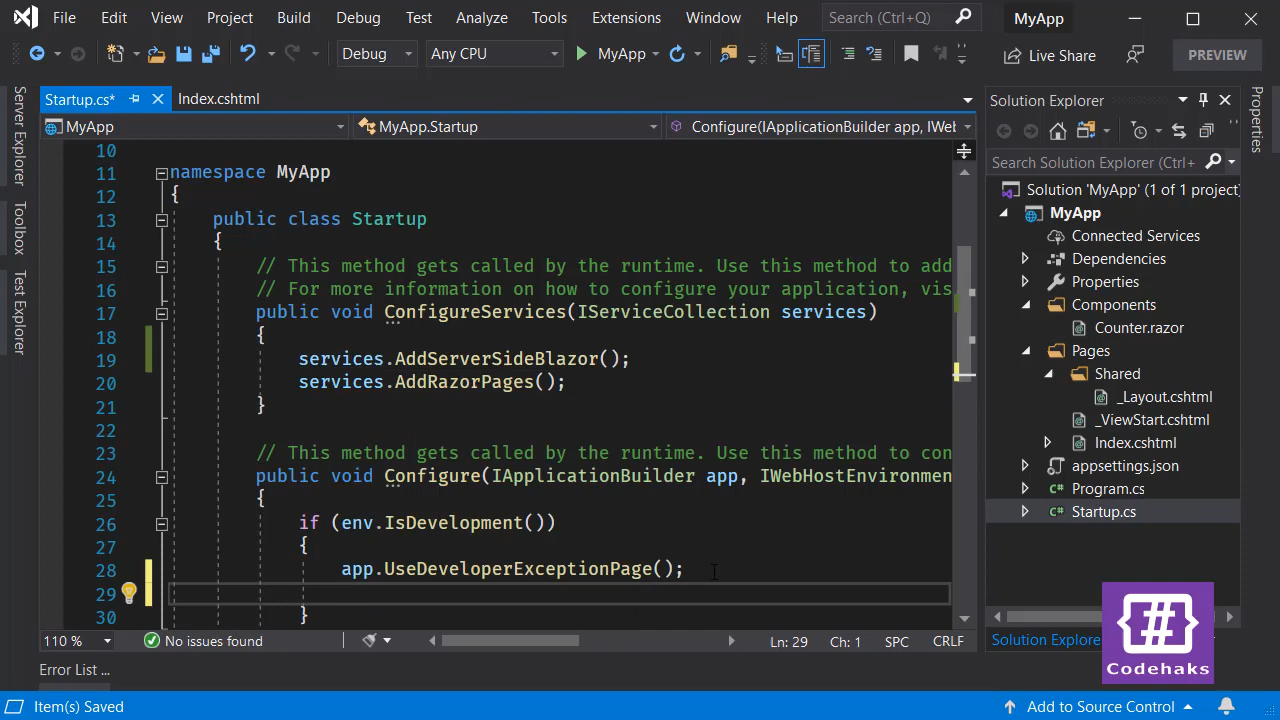 File Edit View Project Build Debug Test Analyze Tools Extensions Window Help Search (Ctrl+Q) MyApp
Debug Any CPU MyApp Live Share PREVIEW
Server Explorer
Toolbox
Test Explorer
Startup.cs* Index.cshtml
MyApp MyApp.Startup Configure(IApplicationBuilder app, IWeb
10
11 namespace MyApp
12 {
13 public class Startup
14 {
15 // This method gets called by the runtime. Use this method to add
16 // For more information on how to configure your application, vis
17 public void ConfigureServices(IServiceCollection services)
18 {
19 services.AddServerSideBlazor();
20 services.AddRazorPages();
21 }
22
23 // This method gets called by the runtime. Use this method to con
24 public void Configure(IApplicationBuilder app, IWebHostEnvironmen
25 {
26 if (env.IsDevelopment())
27 {
28 app.UseDeveloperExceptionPage();
29
30 }
110 % No issues found Ln: 29 Ch: 1 SPC CRLF
Error List ...
Item(s) Saved Add to Source Control
Solution Explorer
Search Solution Explorer (Ctrl+
Solution 'MyApp' (1 of 1 project
MyApp
Connected Services
Dependencies
Properties
Components
Counter.razor
Pages
Shared
_Layout.cshtml
_ViewStart.cshtml
Index.cshtml
appsettings.json
Program.cs
Startup.cs
Solution Explore
Properties
#
Codehaks